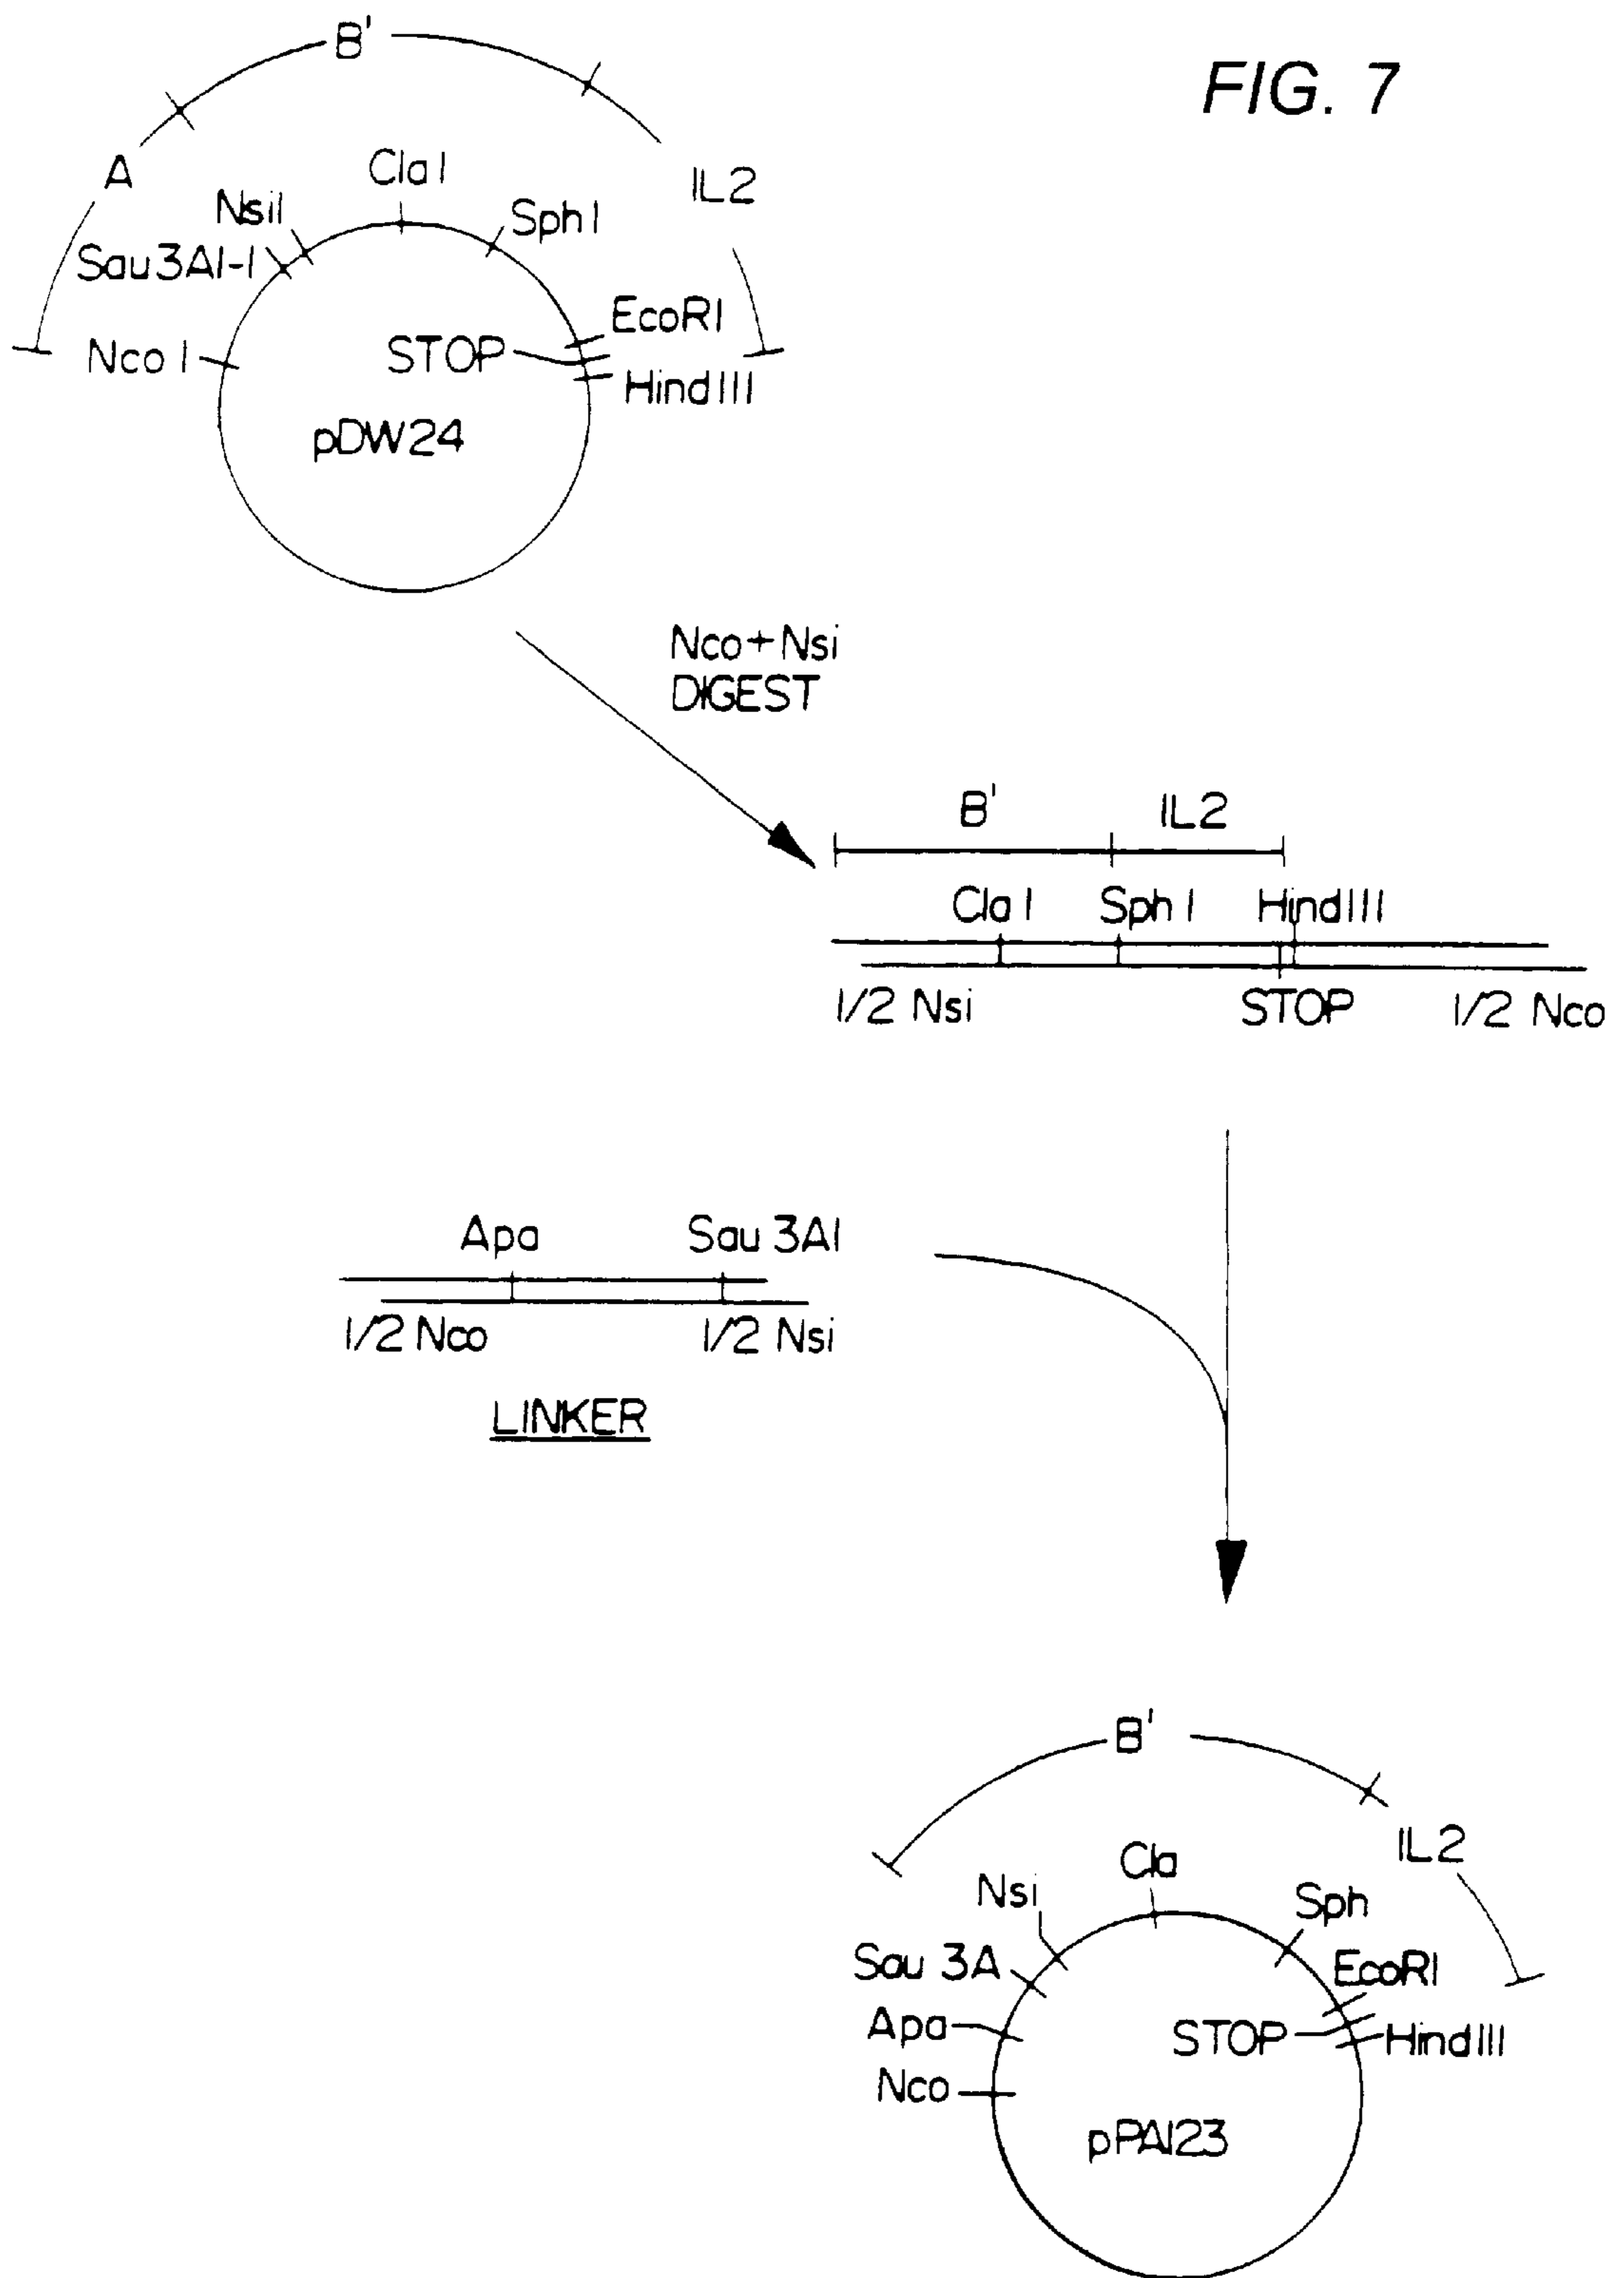 FIG. 7
B'
A
IL2
Cla I
NsiI
Sph I
Sau3AI-I
EcoRI
STOP
Nco I
HindIII
pDW24
Nco+Nsi
DIGEST
B' IL2
Cla I Sph I HindIII
1/2 Nsi STOP 1/2 Nco
Apa Sau 3AI
1/2 Nco 1/2 Nsi
LINKER
B'
IL2
Cla
Nsi
Sph
Sau 3A
EcoRI
Apa
STOP
HindIII
Nco
pPA123